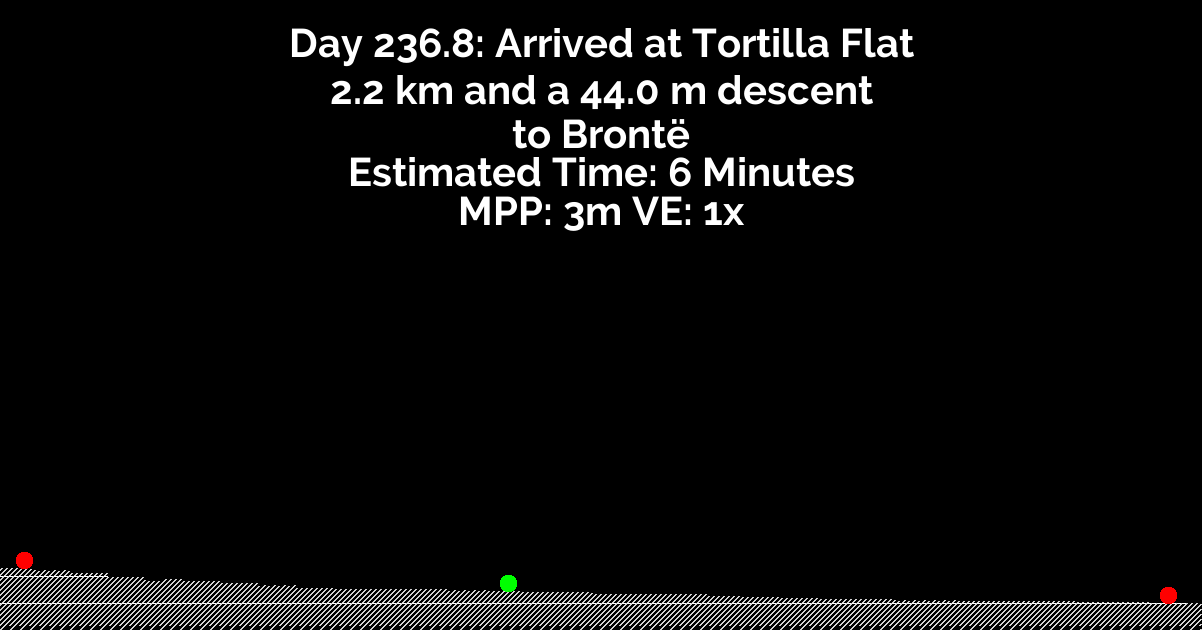 Day 236.8: Arrived at Tortilla Flat
2.2 km and a 44.0 m descent
to Brontë
Estimated Time: 6 Minutes
MPP: 3m VE: 1x